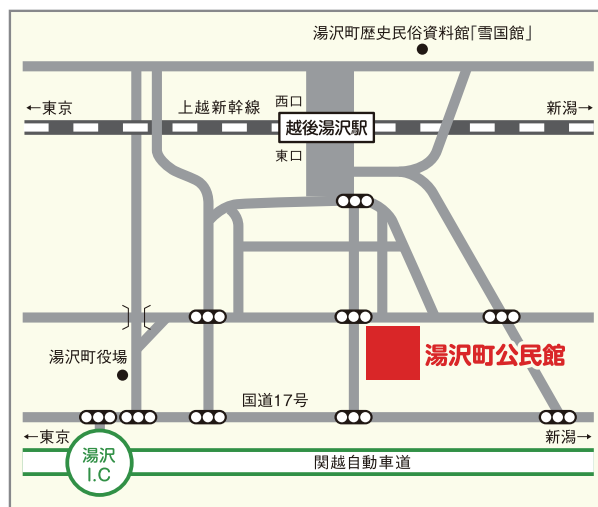 湯沢町歴史民俗資料館「雪国館」
←東京
上越新幹線
西口
新潟→
越後湯沢駅
東口
湯沢町公民館
湯沢町役場
国道17号
←東京
新潟→
湯沢
I.C
関越自動車道